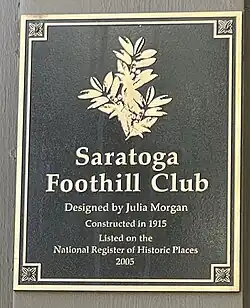 Saratoga
Foothill Club
Designed by Julia Morgan
Constructed in 1915
Listed on the
National Register of Historic Places
2005